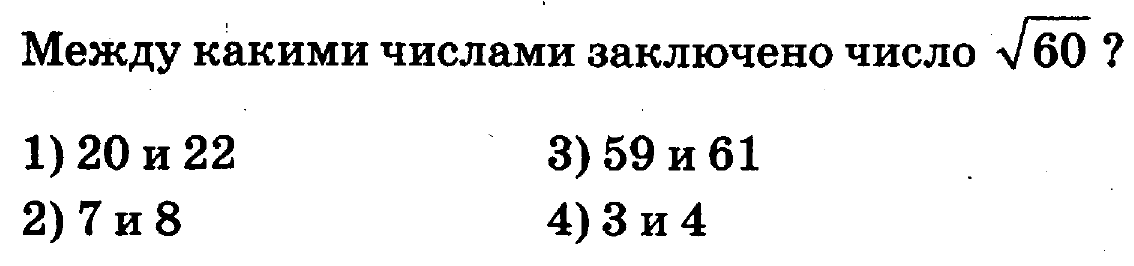 Между какими числами заключено число √60 ?
1) 20 и 22 3) 59 и 61
2) 7 и 8 4) 3 и 4